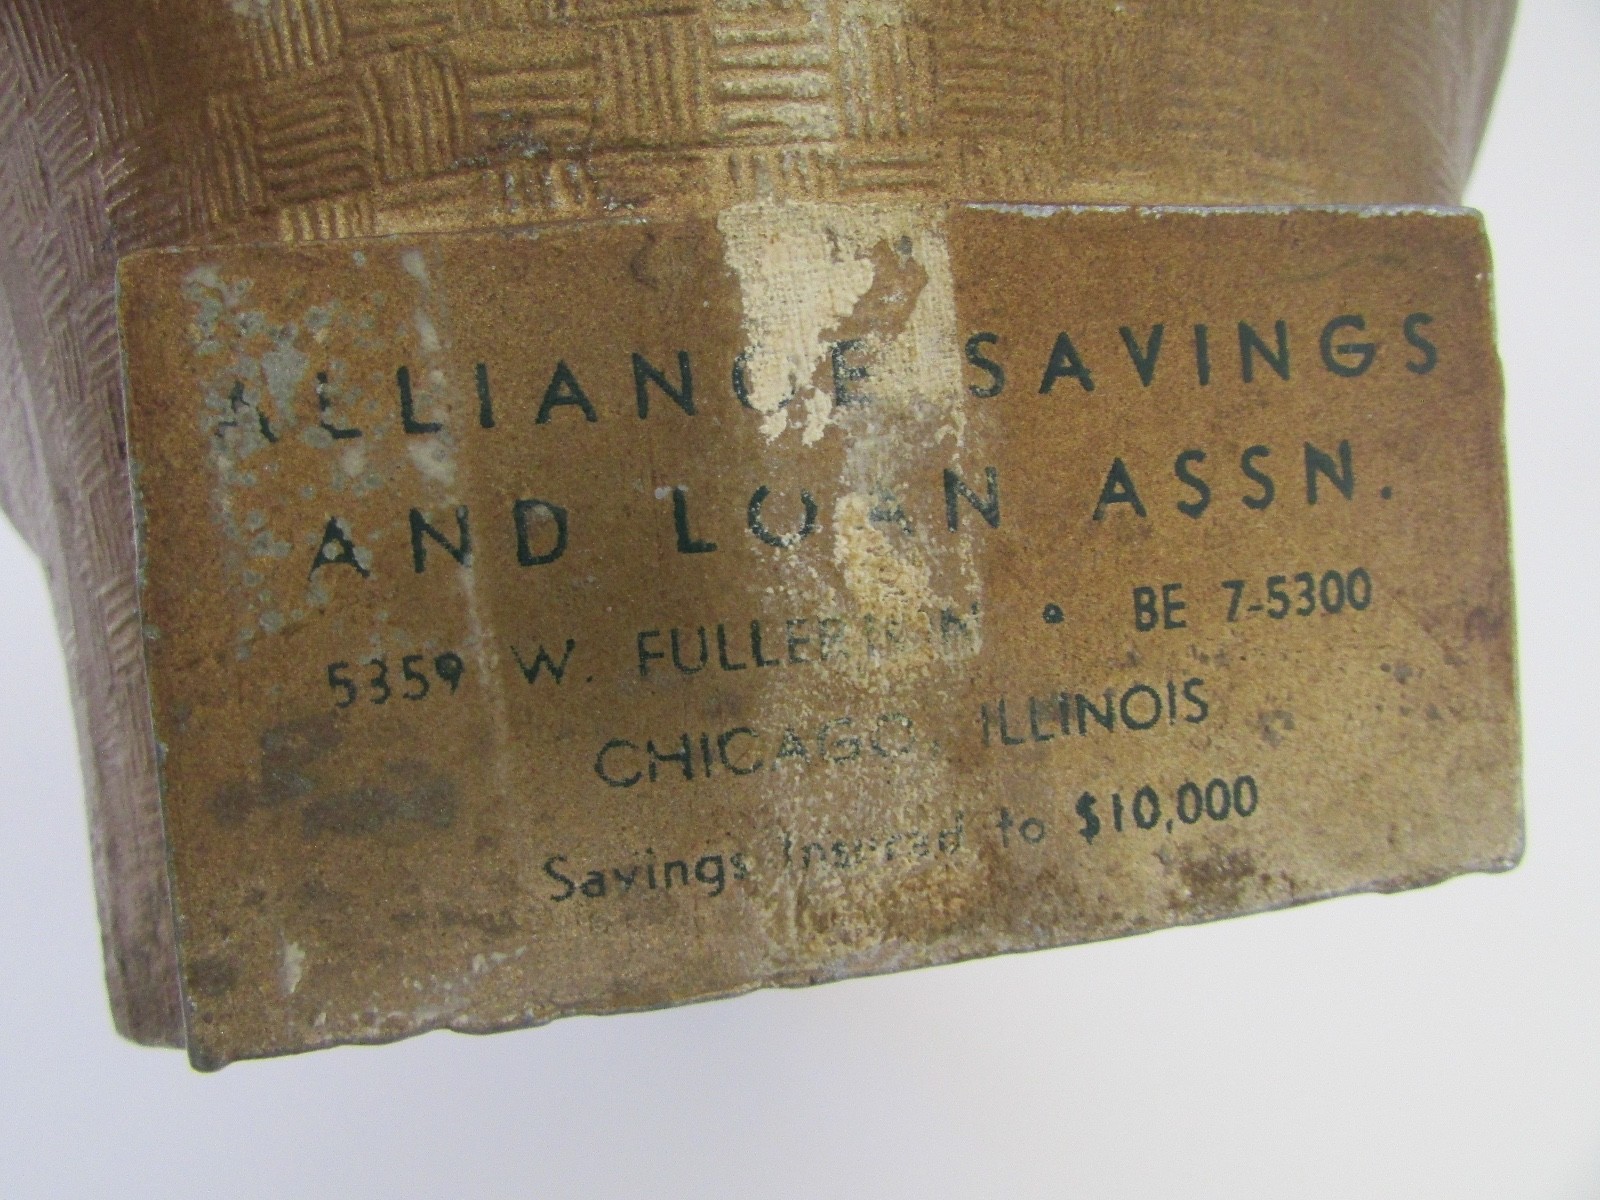 ALLIANCE SAVINGS
AND LOAN ASSN.
5359 W. FULLERTON • BE 7-5300
CHICAGO, ILLINOIS
Savings Insured to $10,000